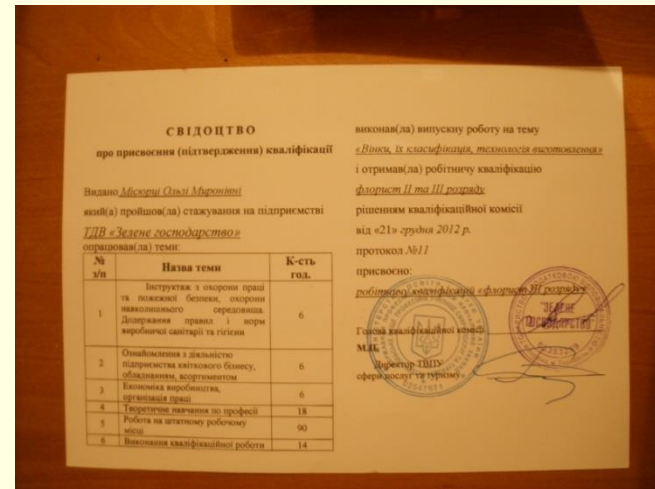 СВІДОЦТВО
про присвоєння (підтвердження) кваліфікації
Видано Місюрці Ользі Миронівні
який(а) пройшов(ла) стажування на підприємстві
ТДВ «Зелене господарство»
опрацював(ла) теми:
№ з/п Назва теми К-сть год.
1 Інструктаж з охорони праці
та пожежної безпеки, охорони
навколишнього середовища.
Додержання правил і норм
виробничої санітарії та гігієни 6
2 Ознайомлення з діяльністю
підприємства квіткового бізнесу,
обладнанням, асортиментом 6
3 Економіка виробництва,
організація праці 6
4 Теоретичне навчання по професії 18
5 Робота на штатному робочому
місці 90
6 Виконання кваліфікаційної роботи 14
виконав(ла) випускну роботу на тему
«Вінки, їх класифікація, технологія виготовлення»
і отримав(ла) робітничу кваліфікацію
флорист ІІ та ІІІ розряду
рішенням кваліфікаційної комісії
від «21» грудня 2012 р.
протокол №11
присвоєно:
робітничу кваліфікацію «флорист ІІІ розряду»
Голова кваліфікаційної комісії
М.П.
Директор ТВПУ
сфери послуг та туризму
"ЗЕЛЕНЕ
ГОСПОДАРСТВО"